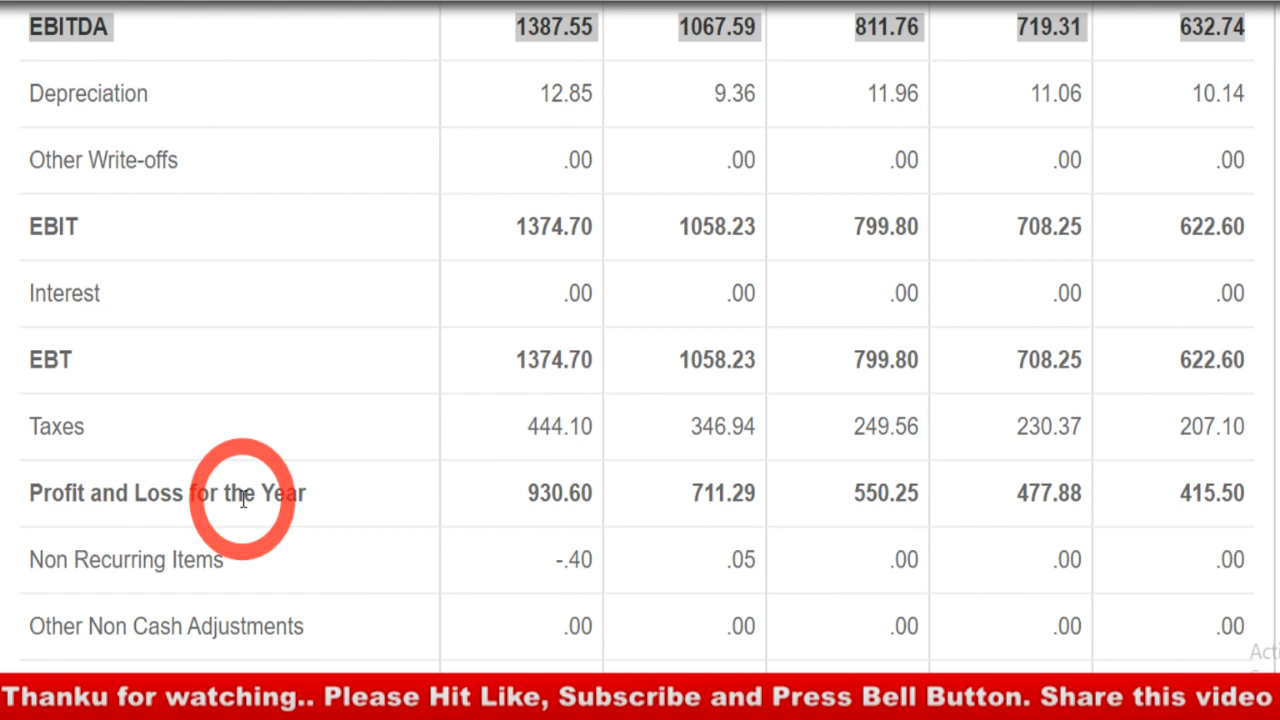 EBITDA 1387.55 1067.59 811.76 719.31 632.74
Depreciation 12.85 9.36 11.96 11.06 10.14
Other Write-offs .00 .00 .00 .00 .00
EBIT 1374.70 1058.23 799.80 708.25 622.60
Interest .00 .00 .00 .00 .00
EBT 1374.70 1058.23 799.80 708.25 622.60
Taxes 444.10 346.94 249.56 230.37 207.10
Profit and Loss for the Year 930.60 711.29 550.25 477.88 415.50
Non Recurring Items -.40 .05 .00 .00 .00
Other Non Cash Adjustments .00 .00 .00 .00 .00
Acti
Thanku for watching.. Please Hit Like, Subscribe and Press Bell Button. Share this video